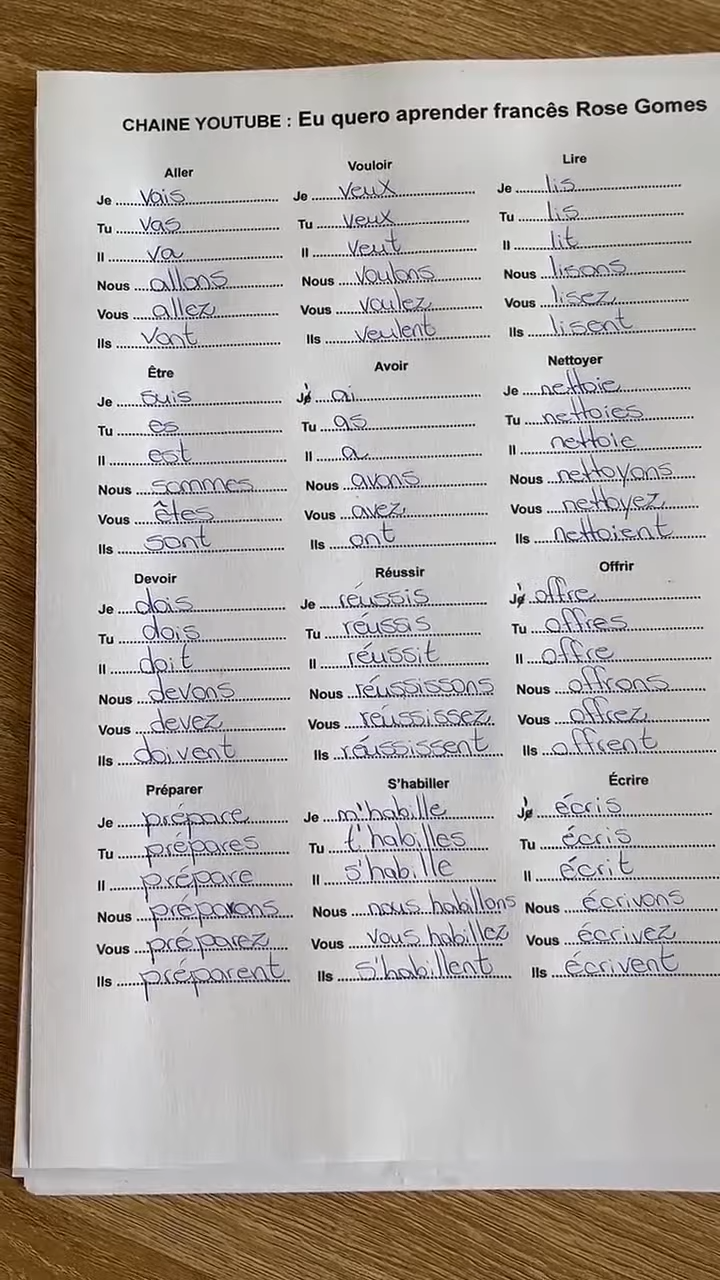 CHAINE YOUTUBE : Eu quero aprender francês Rose Gomes
Aller
Je vais
Tu vas
Il va
Nous allons
Vous allez
Ils vont
Vouloir
Je veux
Tu veux
Il veut
Nous voulons
Vous voulez
Ils veulent
Lire
Je lis
Tu lis
Il lit
Nous lisons
Vous lisez
Ils lisent
Être
Je suis
Tu es
Il est
Nous sommes
Vous êtes
Ils sont
Avoir
J' ai
Tu as
Il a
Nous avons
Vous avez
Ils ont
Nettoyer
Je nettoie
Tu nettoies
Il nettoie
Nous nettoyons
Vous nettoyez
Ils nettoient
Devoir
Je dois
Tu dois
Il doit
Nous devons
Vous devez
Ils doivent
Réussir
Je réussis
Tu réussis
Il réussit
Nous réussissons
Vous réussissez
Ils réussissent
Offrir
J' offre
Tu offres
Il offre
Nous offrons
Vous offrez
Ils offrent
Préparer
Je prépare
Tu prépares
Il prépare
Nous préparons
Vous préparez
Ils préparent
S'habiller
Je m'habille
Tu t'habilles
Il s'habille
Nous nous habillons
Vous vous habillez
Ils s'habillent
Écrire
J' écris
Tu écris
Il écrit
Nous écrivons
Vous écrivez
Ils écrivent